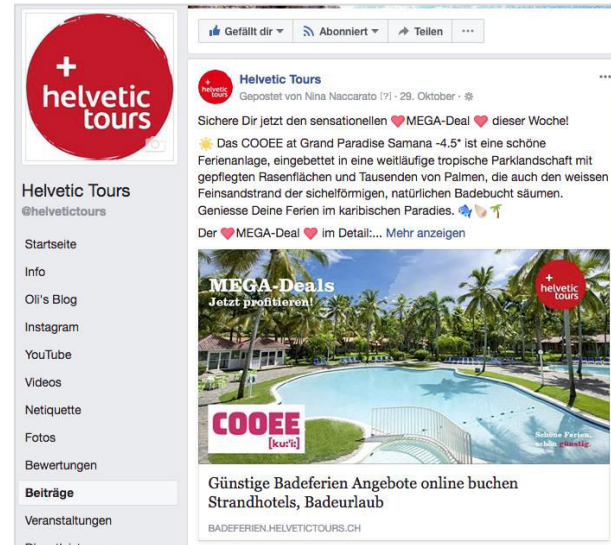 +
helvetic
tours
Helvetic Tours
@helvetictours
Startseite
Info
Oli's Blog
Instagram
YouTube
Videos
Netiquette
Fotos
Bewertungen
Beiträge
Veranstaltungen
Gefällt dir
Abonniert
Teilen
Helvetic Tours
Gepostet von Nina Naccarato [?] · 29. Oktober ·
Sichere Dir jetzt den sensationellen ❤MEGA-Deal ❤ dieser Woche!
☀ Das COOEE at Grand Paradise Samana -4.5* ist eine schöne
Ferienanlage, eingebettet in eine weitläufige tropische Parklandschaft mit
gepflegten Rasenflächen und Tausenden von Palmen, die auch den weissen
Feinsandstrand der sichelförmigen, natürlichen Badebucht säumen.
Geniesse Deine Ferien im karibischen Paradies. 🐟🐚🌴
Der ❤MEGA-Deal ❤ im Detail:... Mehr anzeigen
MEGA-Deals
Jetzt profitieren!
+
helvetic
tours
COOEE
[ku:'i:]
Schöne Ferien,
schön günstig.
Günstige Badeferien Angebote online buchen
Strandhotels, Badeurlaub
BADEFERIEN.HELVETICTOURS.CH